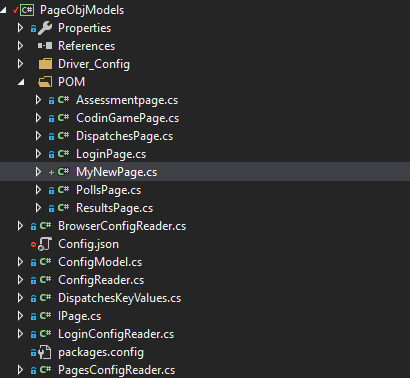 C# PageObjModels
Properties
References
Driver_Config
POM
C# Assessmentpage.cs
C# CodinGamePage.cs
C# DispatchesPage.cs
C# LoginPage.cs
+ C# MyNewPage.cs
C# PollsPage.cs
C# ResultsPage.cs
C# BrowserConfigReader.cs
Config.json
C# ConfigModel.cs
C# ConfigReader.cs
C# DispatchesKeyValues.cs
C# IPage.cs
C# LoginConfigReader.cs
packages.config
C# PagesConfigReader.cs